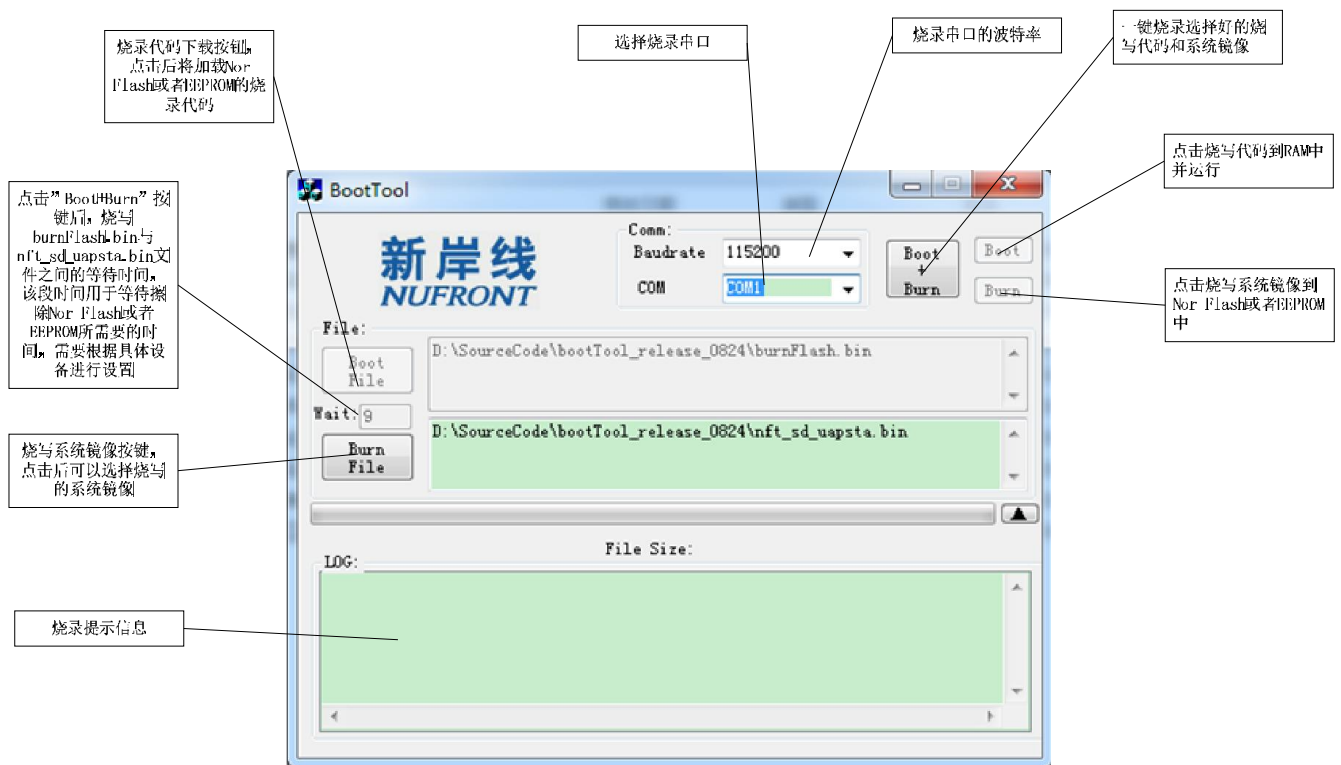 烧录代码下载按钮，
点击后将加载Nor
Flash或者EEPROM的烧
录代码
选择烧录串口
烧录串口的波特率
一键烧录选择好的烧
写代码和系统镜像
点击烧写代码到RAM中
并运行
点击烧写系统镜像到
Nor Flash或者EEPROM
中
点击"Boot+Burn"按
键后，烧写
burnFlash.bin与
nft_sd_uapsta.bin文
件之间的等待时间，
该段时间用于等待擦
除Nor Flash或者
EEPROM所需要的时
间，需要根据具体设
备进行设置
烧写系统镜像按键，
点击后可以选择烧写
的系统镜像
烧录提示信息
BootTool
新岸线
NUFRONT
Comm:
Baudrate 115200
COM COM1
Boot
+
Burn
Boot
Burn
File:
Boot
File
D:\SourceCode\bootTool_release_0824\burnFlash.bin
Wait: 9
Burn
File
D:\SourceCode\bootTool_release_0824\nft_sd_uapsta.bin
File Size:
LOG: